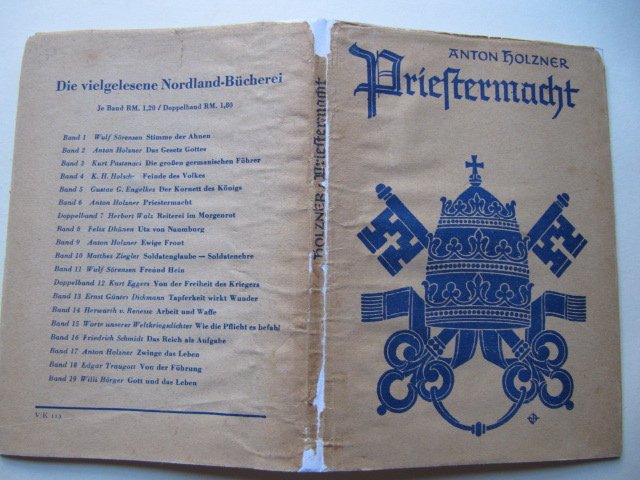 Die vielgelesene Nordland-Bücherei
Je Band RM. 1,20 / Doppelband RM. 1,80
Band 1 Wulf Sörensen Stimme der Ahnen
Band 2 Anton Holzner Das Gesetz Gottes
Band 3 Kurt Pastenaci Die großen germanischen Führer
Band 4 K. H. Holsch Feinde des Volkes
Band 5 Gustav G. Engelkes Der Kornett des Königs
Band 6 Anton Holzner Priestermacht
Doppelband 7 Herbert Walz Reiterei im Morgenrot
Band 8 Felix Dhünen Uta von Naumburg
Band 9 Anton Holzner Ewige Front
Band 10 Matthes Ziegler Soldatenglaube — Soldatenehre
Band 11 Wulf Sörensen Freund Hein
Doppelband 12 Kurt Eggers Von der Freiheit des Kriegers
Band 13 Ernst Günter Dickmann Tapferkeit wirkt Wunder
Band 14 Herwarth v. Renesse Arbeit und Waffe
Band 15 Worte unserer Weltkriegsdichter Wie die Pflicht es befahl
Band 16 Friedrich Schmidt Das Reich als Aufgabe
Band 17 Anton Holzner Zwinge das Leben
Band 18 Edgar Traugott Von der Führung
Band 19 Willi Börger Gott und das Leben
V/K 113
HOLZNER / Priestermacht
ANTON HOLZNER
Priestermacht